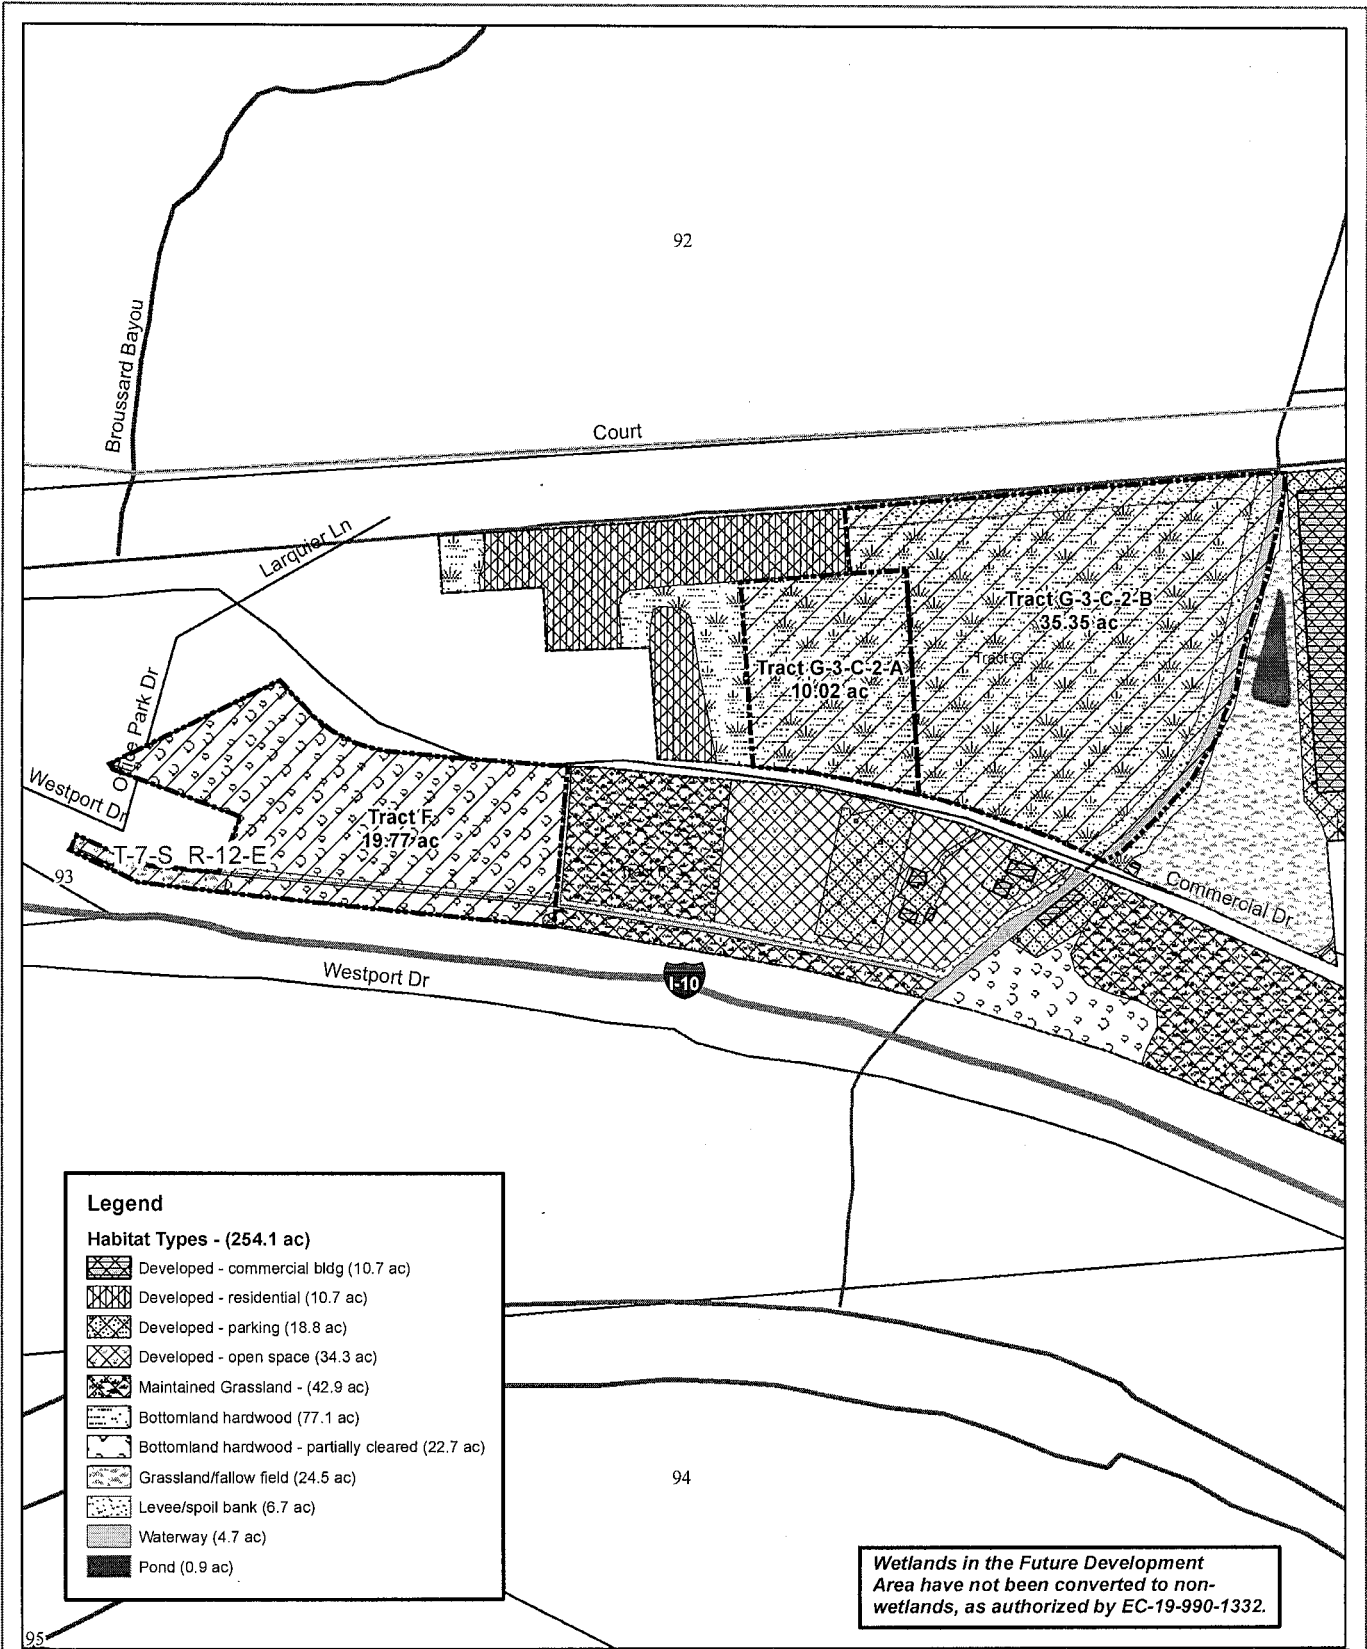 92
Broussard Bayou
Court
Larquier Ln
Tract G-3-C-2-B
35.35 ac
Tract G
Tract G-3-C-2-A
10.02 ac
Office Park Dr
Westport Dr
Tract F
19.77 ac
T-7-S R-12-E
93
Commercial Dr
Westport Dr
I-10
Legend
Habitat Types - (254.1 ac)
Developed - commercial bldg (10.7 ac)
Developed - residential (10.7 ac)
Developed - parking (18.8 ac)
Developed - open space (34.3 ac)
Maintained Grassland - (42.9 ac)
Bottomland hardwood (77.1 ac)
Bottomland hardwood - partially cleared (22.7 ac)
Grassland/fallow field (24.5 ac)
Levee/spoil bank (6.7 ac)
Waterway (4.7 ac)
Pond (0.9 ac)
94
Wetlands in the Future Development
Area have not been converted to non-
wetlands, as authorized by EC-19-990-1332.
95